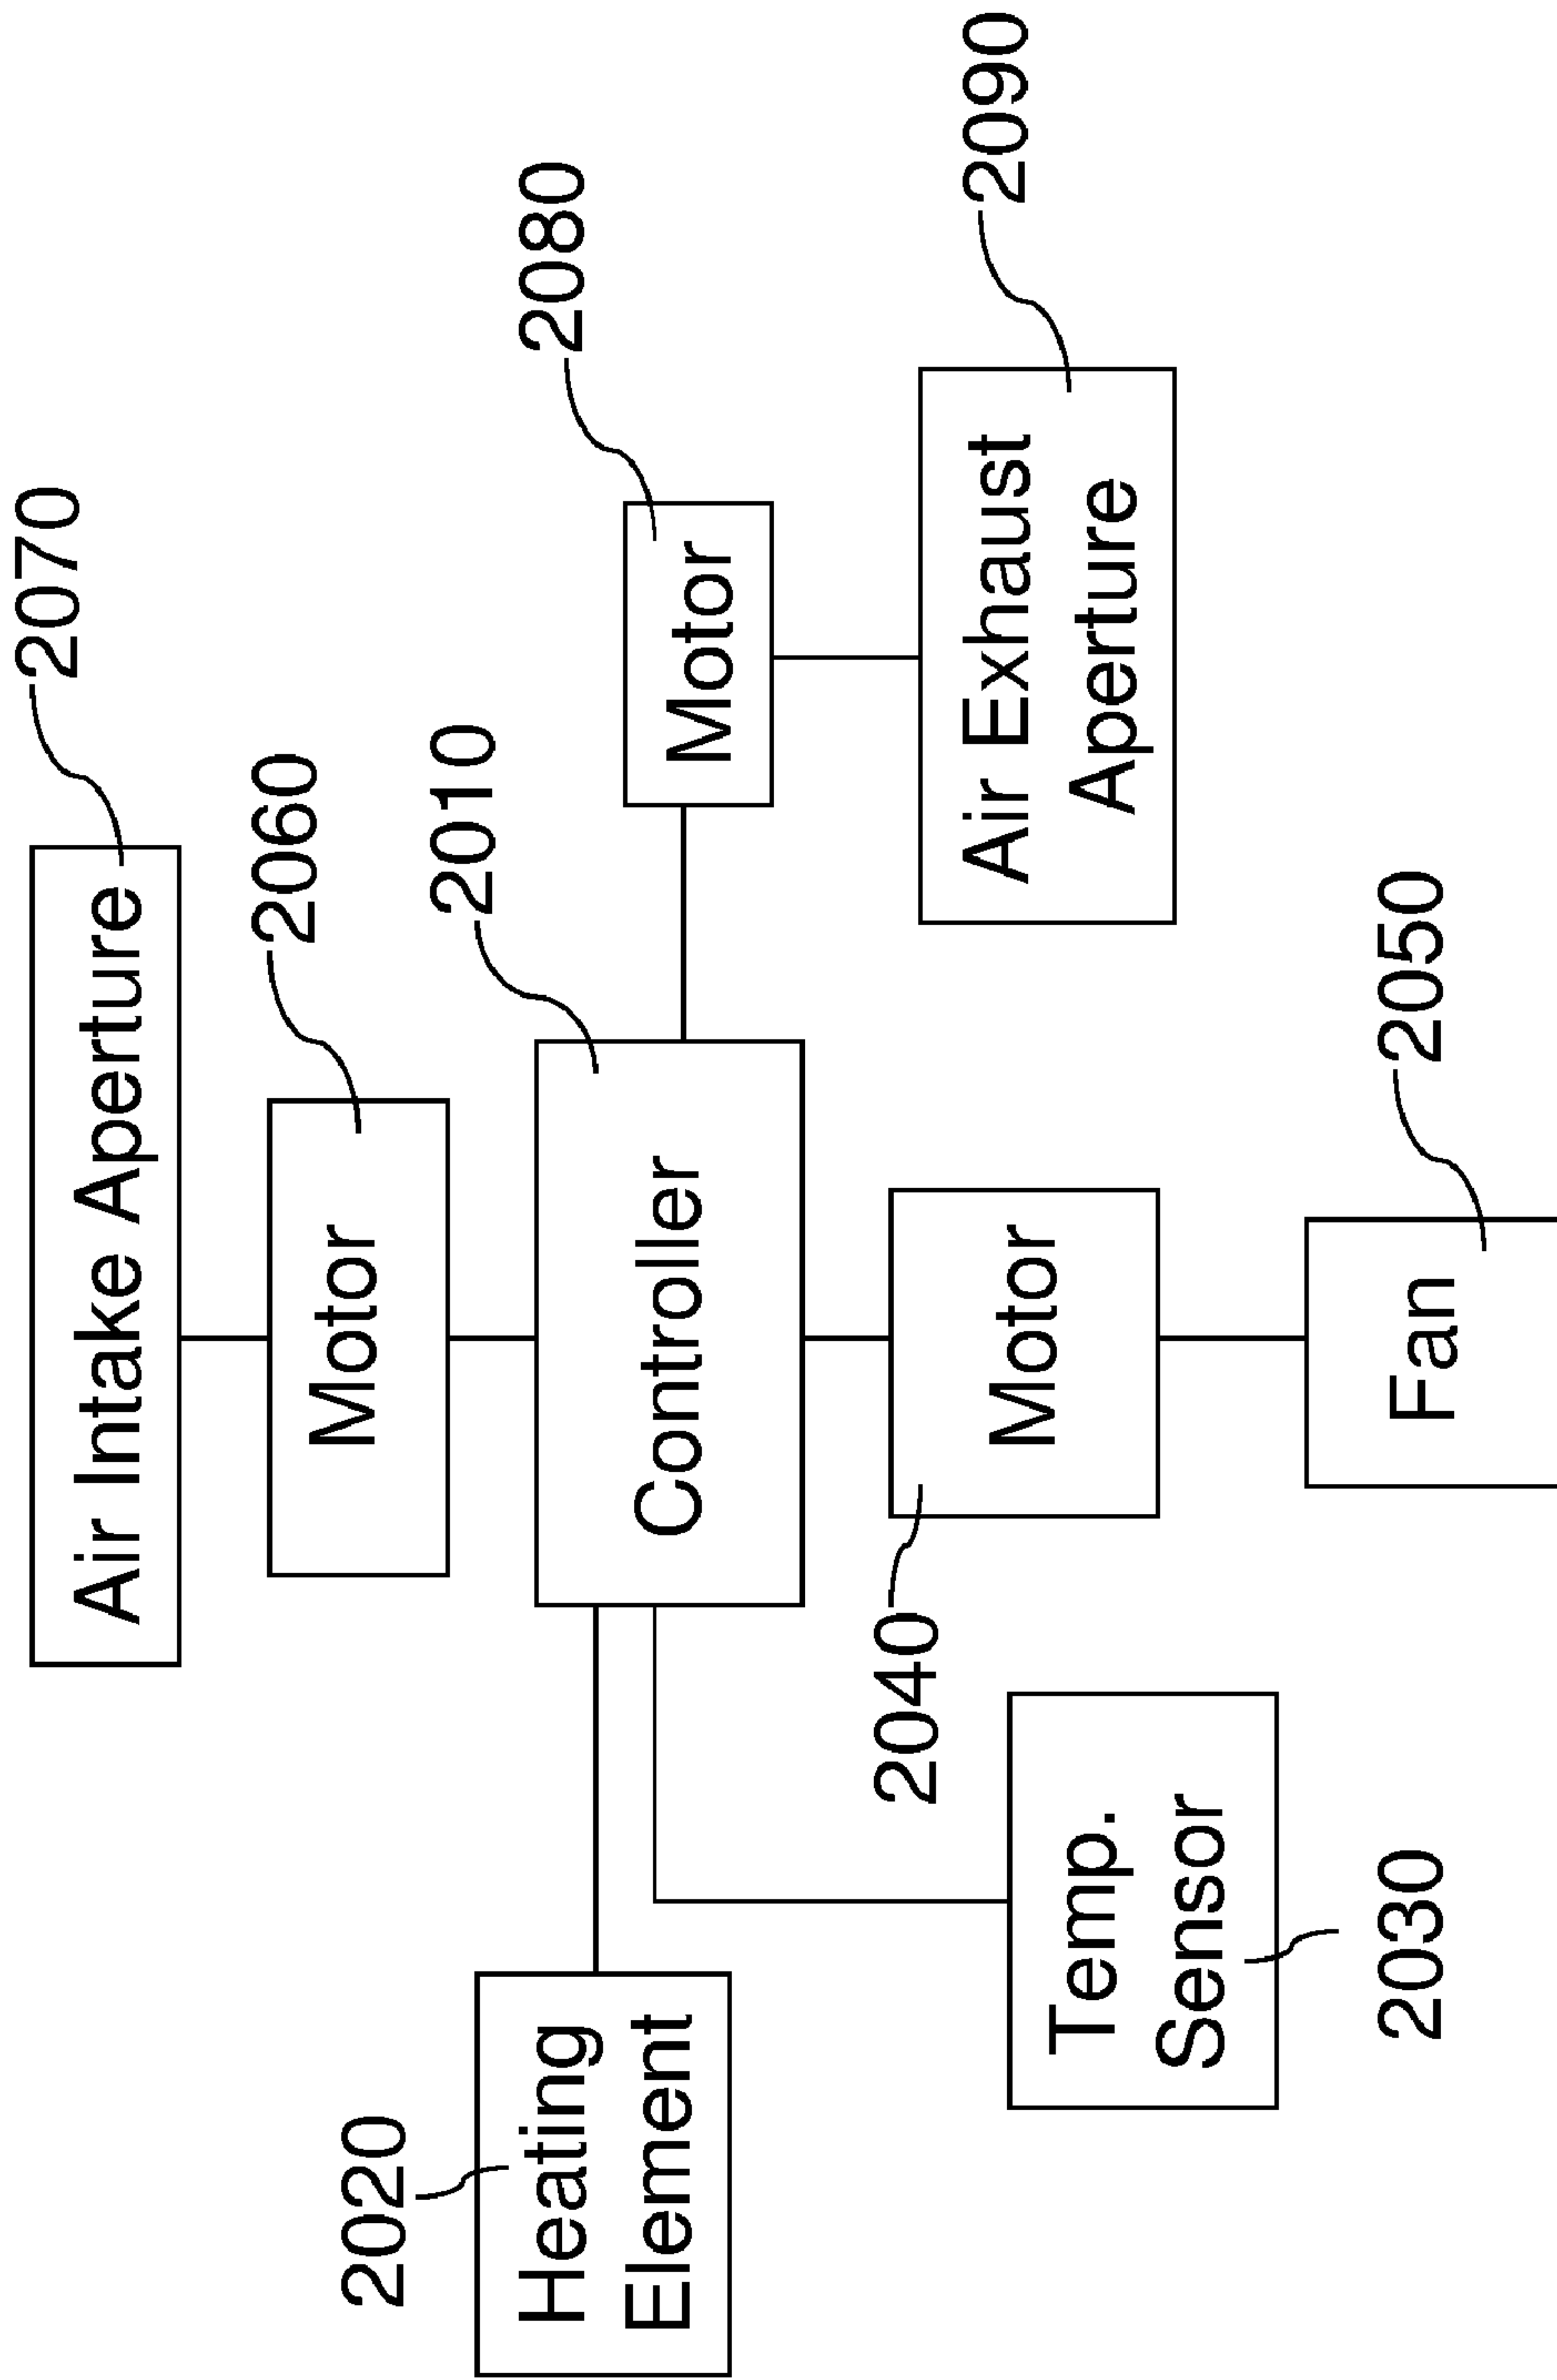 Air Intake Aperture
2070
Motor
2060
2010
Controller
2080
Motor
2090
Air Exhaust
Aperture
2020
Heating
Element
2040
Motor
Temp.
Sensor
2030
2050
Fan